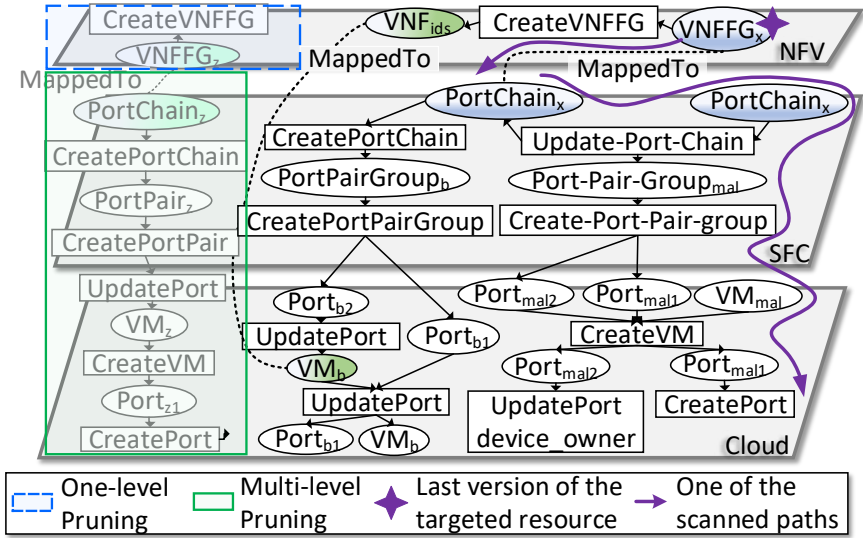 CreateVNFFG
VNFFGz
MappedTo
VNFids
CreateVNFFG
VNFFGx
MappedTo
MappedTo
NFV
PortChainz
CreatePortChain
PortPairz
CreatePortPair
PortChainx
PortChainx
CreatePortChain
Update-Port-Chain
PortPairGroupb
Port-Pair-Groupmal
CreatePortPairGroup
Create-Port-Pair-group
SFC
UpdatePort
VMz
CreateVM
Portz1
CreatePort
Portb2
UpdatePort
Portb1
VMb
UpdatePort
Portb1
VMb
Portmal2
Portmal1
VMmal
CreateVM
Portmal2
Portmal1
UpdatePort
device_owner
CreatePort
Cloud
One-level
Pruning
Multi-level
Pruning
Last version of the
targeted resource
One of the
scanned paths